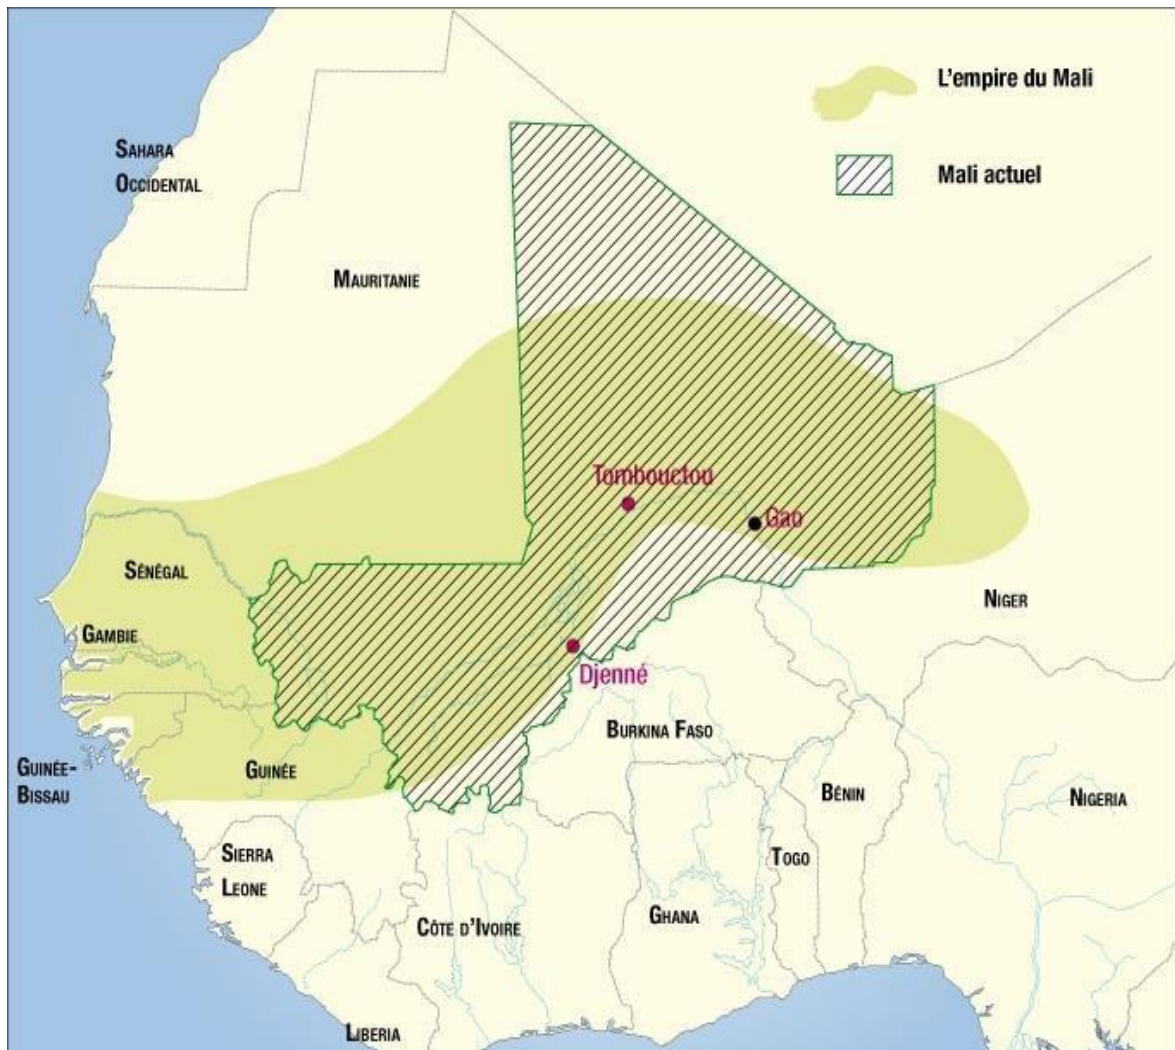 L'empire du Mali
Mali actuel
SAHARA
OCCIDENTAL
MAURITANIE
Tombouctou
Gao
SÉNÉGAL
NIGER
GAMBIE
Djenné
BURKINA FASO
GUINÉE-
BISSAU
GUINÉE
BÉNIN
NIGERIA
SIERRA
LEONE
TOGO
CÔTE D'IVOIRE
GHANA
LIBERIA